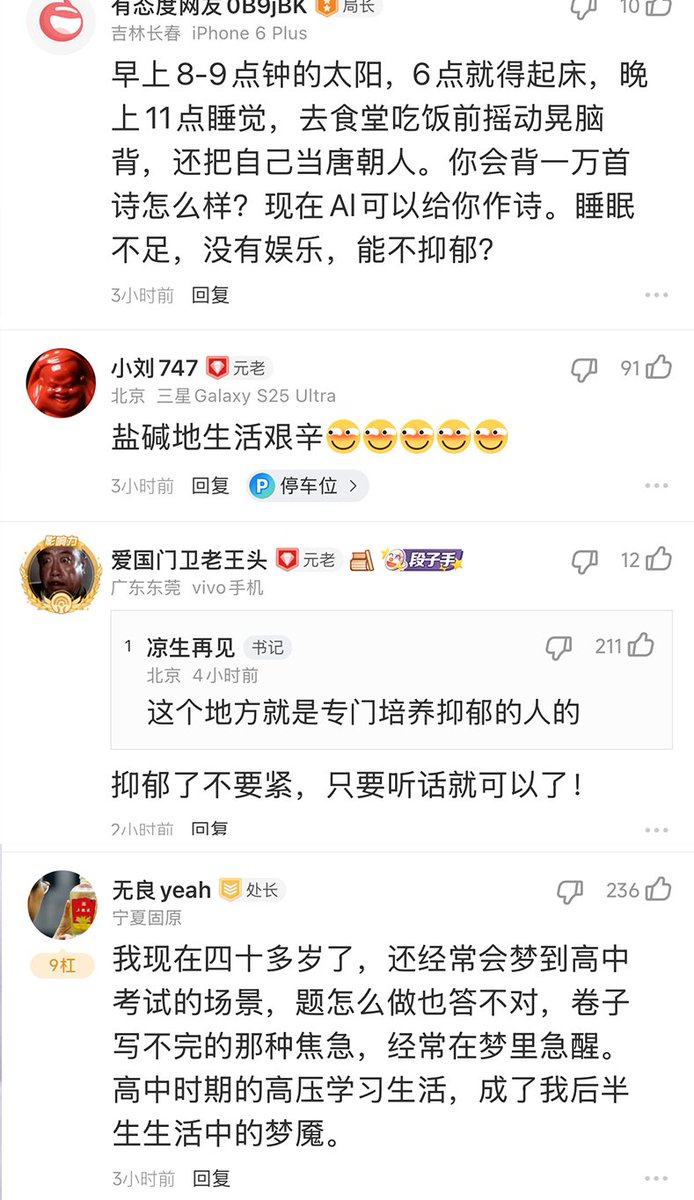 有态度网友0B9jBK 局长 10
吉林长春 iPhone 6 Plus
早上8-9点钟的太阳，6点就得起床，晚
上11点睡觉，去食堂吃饭前摇动晃脑
背，还把自己当唐朝人。你会背一万首
诗怎么样？现在AI可以给你作诗。睡眠
不足，没有娱乐，能不抑郁？
3小时前 回复
小刘747 元老 91
北京 三星Galaxy S25 Ultra
盐碱地生活艰辛
3小时前 回复 P 停车位 >
影响力
爱国门卫老王头 元老 段子手 12
广东东莞 vivo手机
1 凉生再见 书记 211
北京 4小时前
这个地方就是专门培养抑郁的人的
抑郁了不要紧，只要听话就可以了！
2小时前 回复
无良yeah 处长 236
宁夏固原
9杠
我现在四十多岁了，还经常会梦到高中
考试的场景，题怎么做也答不对，卷子
写不完的那种焦急，经常在梦里急醒。
高中时期的高压学习生活，成了我后半
生生活中的梦魇。
3小时前 回复